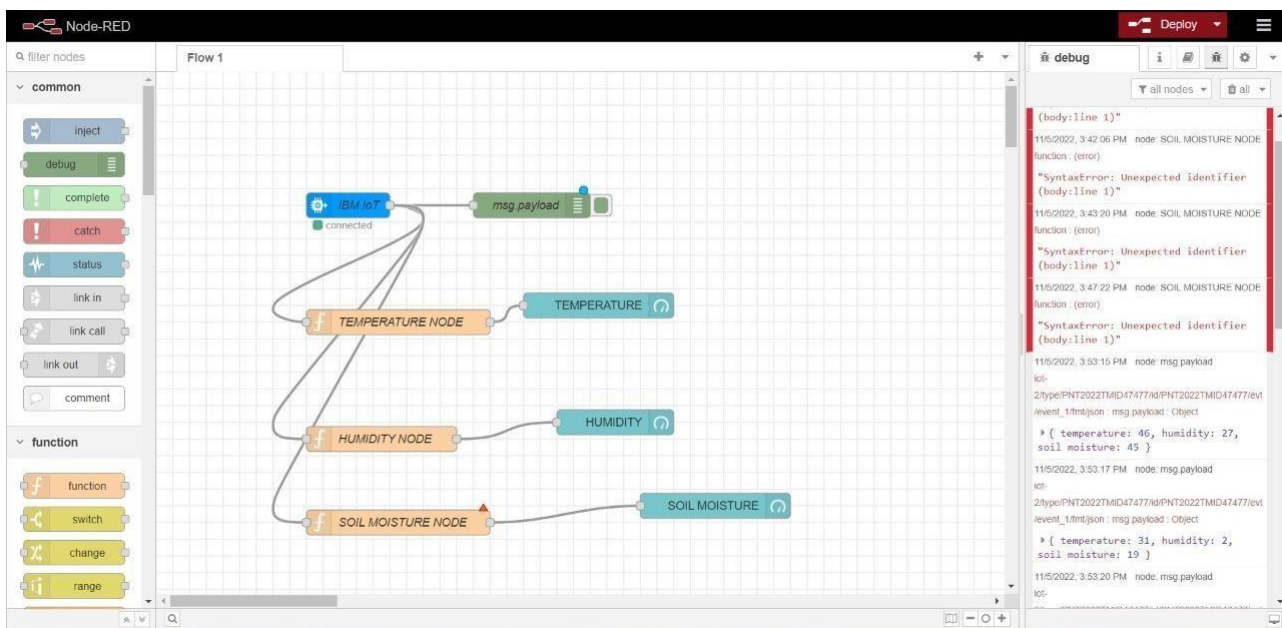 Node-RED
Deploy
filter nodes
Flow 1
debug
i
common
all nodes
all
inject
debug
complete
catch
status
link in
link call
link out
comment
function
function
switch
change
range
IBM IoT
connected
msg.payload
TEMPERATURE NODE
TEMPERATURE
HUMIDITY NODE
HUMIDITY
SOIL MOISTURE NODE
SOIL MOISTURE
(body:line 1)"
11/5/2022, 3:42:06 PM node: SOIL MOISTURE NODE
function : (error)
"SyntaxError: Unexpected identifier
(body:line 1)"
11/5/2022, 3:43:20 PM node: SOIL MOISTURE NODE
function : (error)
"SyntaxError: Unexpected identifier
(body:line 1)"
11/5/2022, 3:47:22 PM node: SOIL MOISTURE NODE
function : (error)
"SyntaxError: Unexpected identifier
(body:line 1)"
11/5/2022, 3:53:15 PM node: msg.payload
iot-
2/type/PNT2022TMID47477/id/PNT2022TMID47477/evt
/event_1/fmt/json : msg.payload : Object
{ temperature: 46, humidity: 27,
soil moisture: 45 }
11/5/2022, 3:53:17 PM node: msg.payload
iot-
2/type/PNT2022TMID47477/id/PNT2022TMID47477/evt
/event_1/fmt/json : msg.payload : Object
{ temperature: 31, humidity: 2,
soil moisture: 19 }
11/5/2022, 3:53:20 PM node: msg.payload
iot-